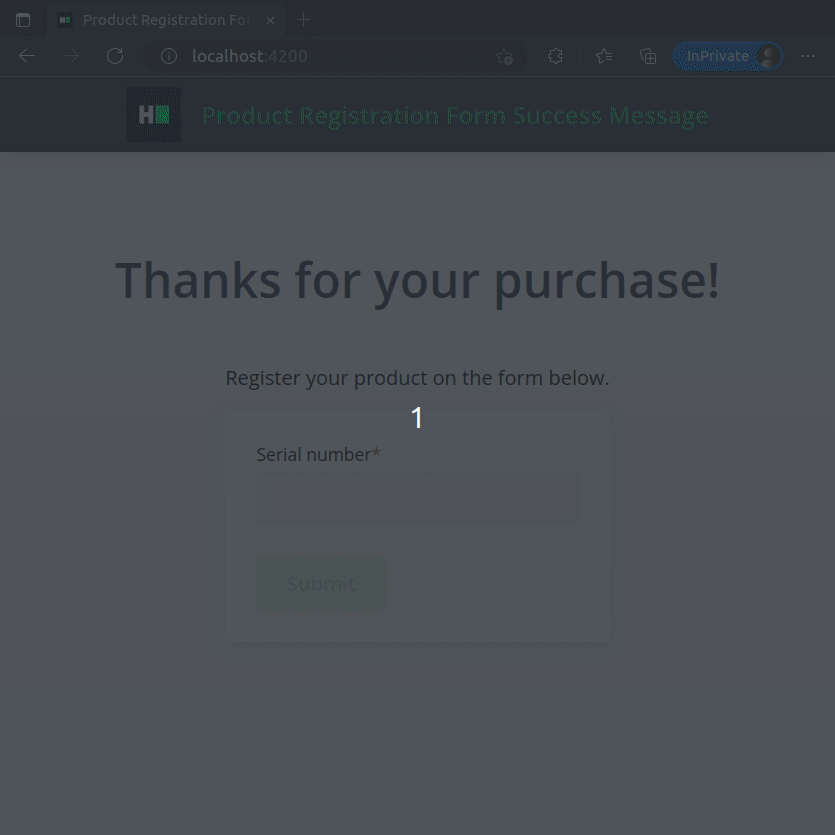 Product Registration For
localhost:4200
InPrivate
H
Product Registration Form Success Message
Thanks for your purchase!
Register your product on the form below.
1
Serial number*
Submit